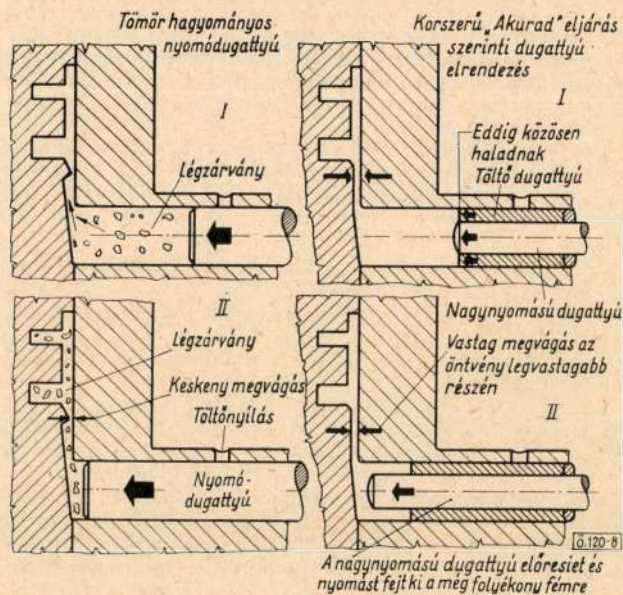 Tömör hagyományos
nyomódugattyú
I
Légzárvány
Korszerű „Akurad" eljárás
szerinti dugattyú
elrendezés
I
Eddig közösen
haladnak
Töltő dugattyú
Nagynyomású dugattyú
II
Légzárvány
Keskeny megvágás
Töltőnyílás
Nyomó-
dugattyú
Vastag megvágás az
öntvény legvastagabb
részén
II
Ö.120-8
A nagynyomású dugattyú előresiet és
nyomást fejt ki a még folyékony fémre